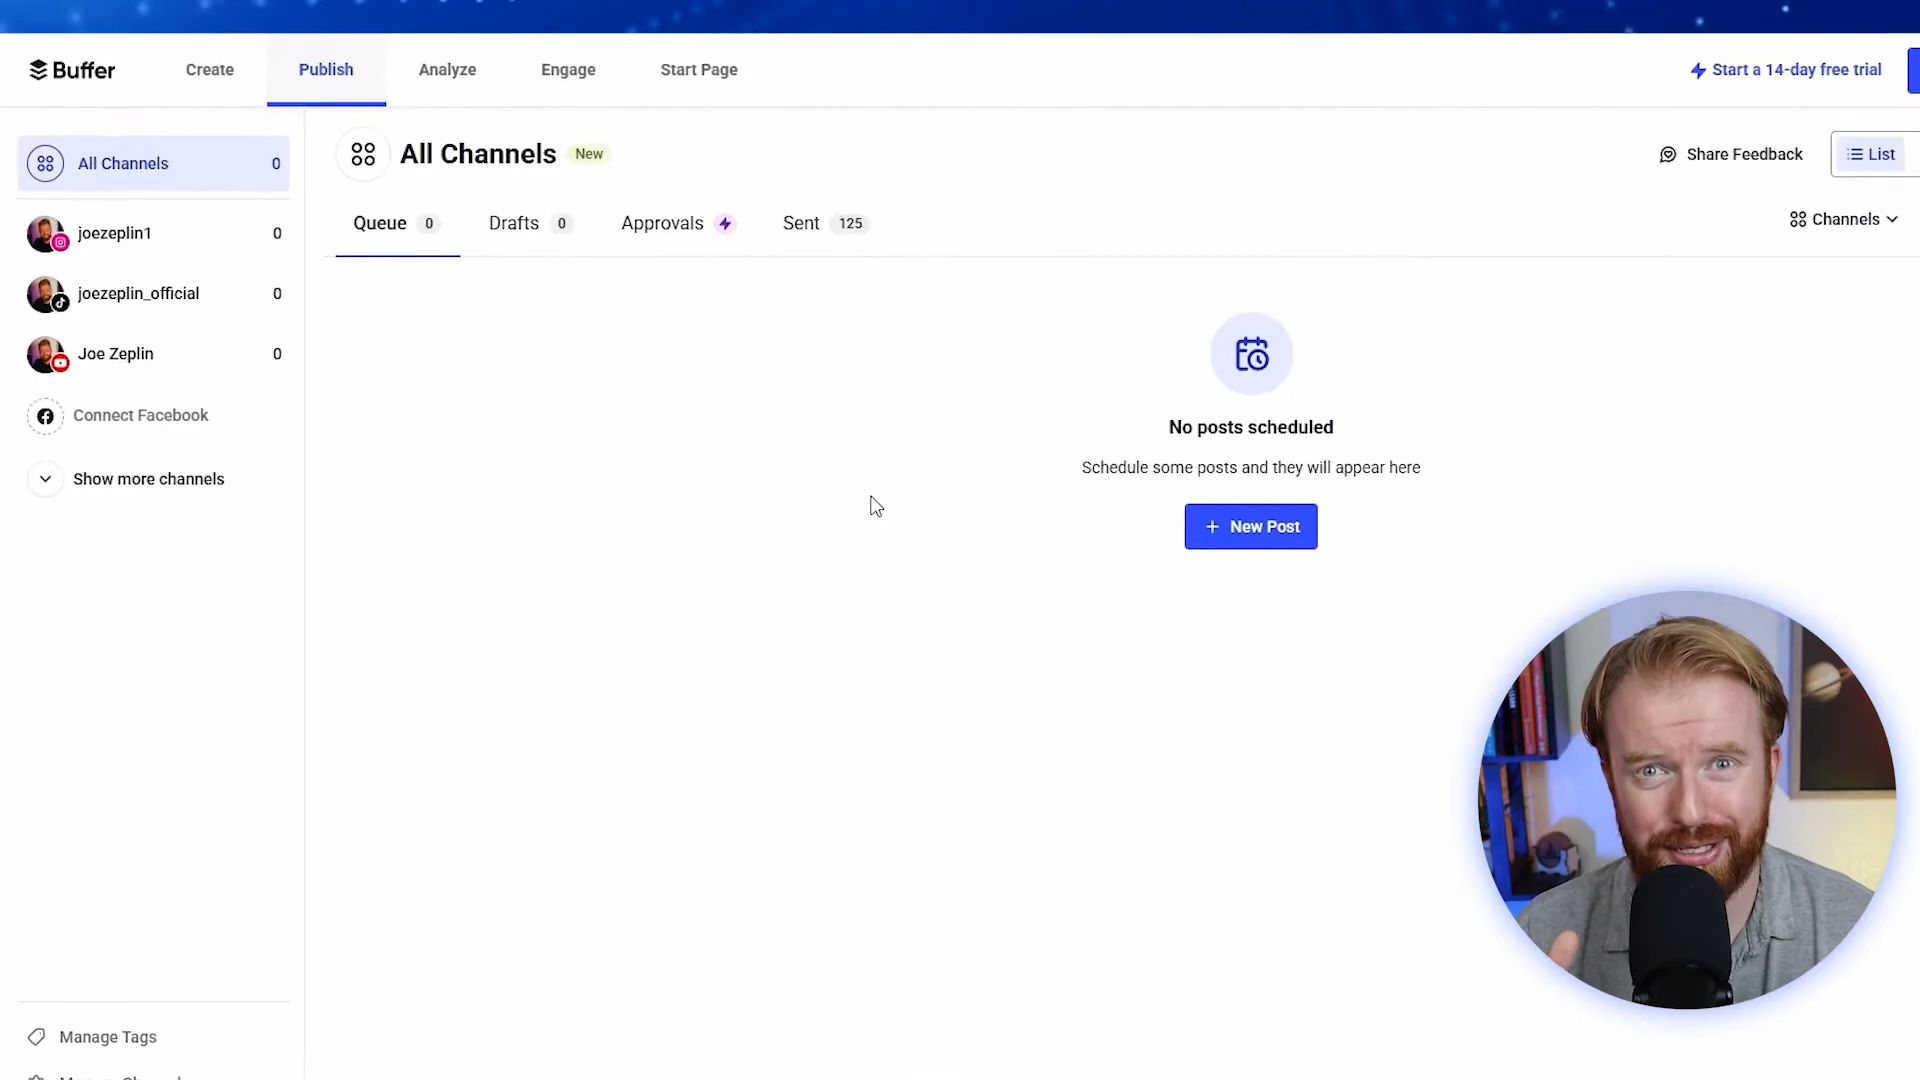 Buffer
Create
Publish
Analyze
Engage
Start Page
Start a 14-day free trial
All Channels 0
joezeplin1 0
joezeplin_official 0
Joe Zeplin 0
Connect Facebook
Show more channels
Manage Tags
All Channels New
Share Feedback
List
Queue 0
Drafts 0
Approvals
Sent 125
Channels
No posts scheduled
Schedule some posts and they will appear here
+ New Post